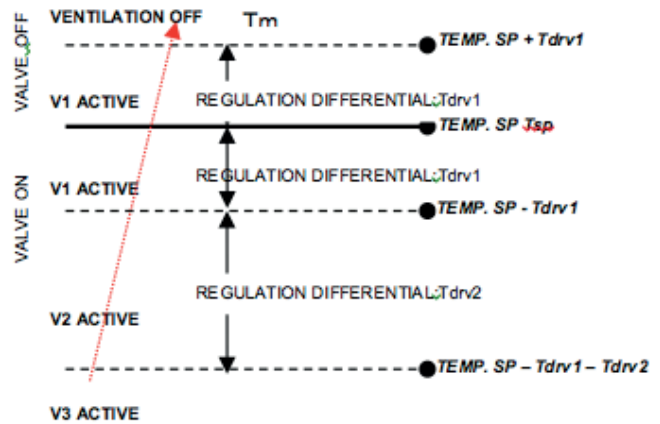 VENTILATION OFF Tm
TEMP. SP + Tdrv1
VALVE OFF
V1 ACTIVE REGULATION DIFFERENTIAL:Tdrv1
TEMP. SP Tsp
REGULATION DIFFERENTIAL:Tdrv1
V1 ACTIVE
VALVE ON
TEMP. SP - Tdrv1
REGULATION DIFFERENTIAL:Tdrv2
V2 ACTIVE
TEMP. SP – Tdrv1 – Tdrv2
V3 ACTIVE